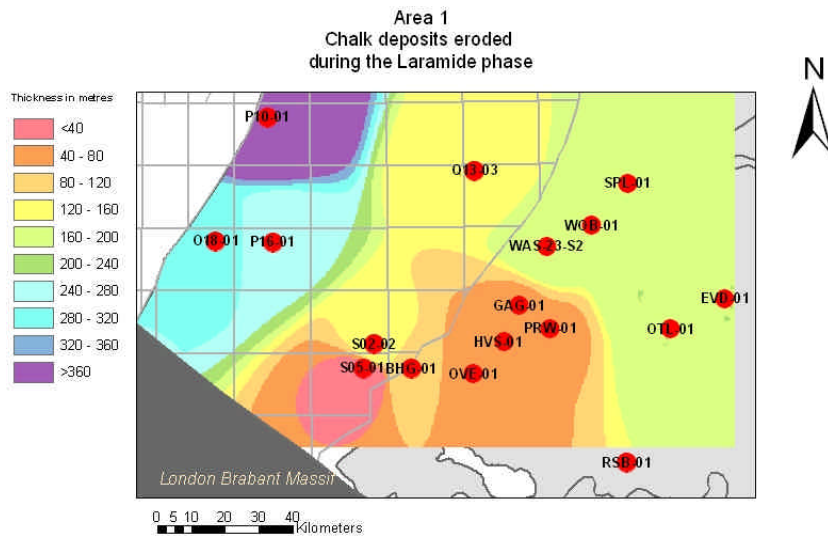 Area 1
Chalk deposits eroded
during the Laramide phase
N
Thickness in metres
<40
40 - 80
80 - 120
120 - 160
160 - 200
200 - 240
240 - 280
280 - 320
320 - 360
>360
P10-01
Q13-03
SPL-01
WOB-01
O18-01
P16-01
WAS-23-S2
EVD-01
GAG-01
PRW-01
OTL-01
HVS-01
S02-02
S05-01
BHG-01
OVE-01
RSB-01
London Brabant Massif
0 5 10 20 30 40
Kilometers